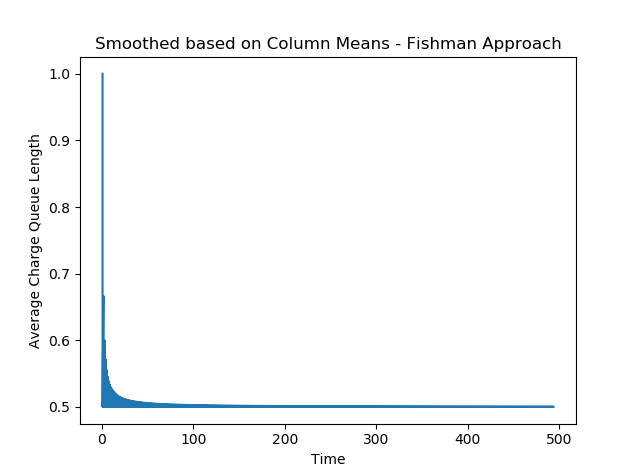 Smoothed based on Column Means - Fishman Approach
1.0
0.9
0.8
0.7
0.6
0.5
Average Charge Queue Length
0 100 200 300 400 500
Time